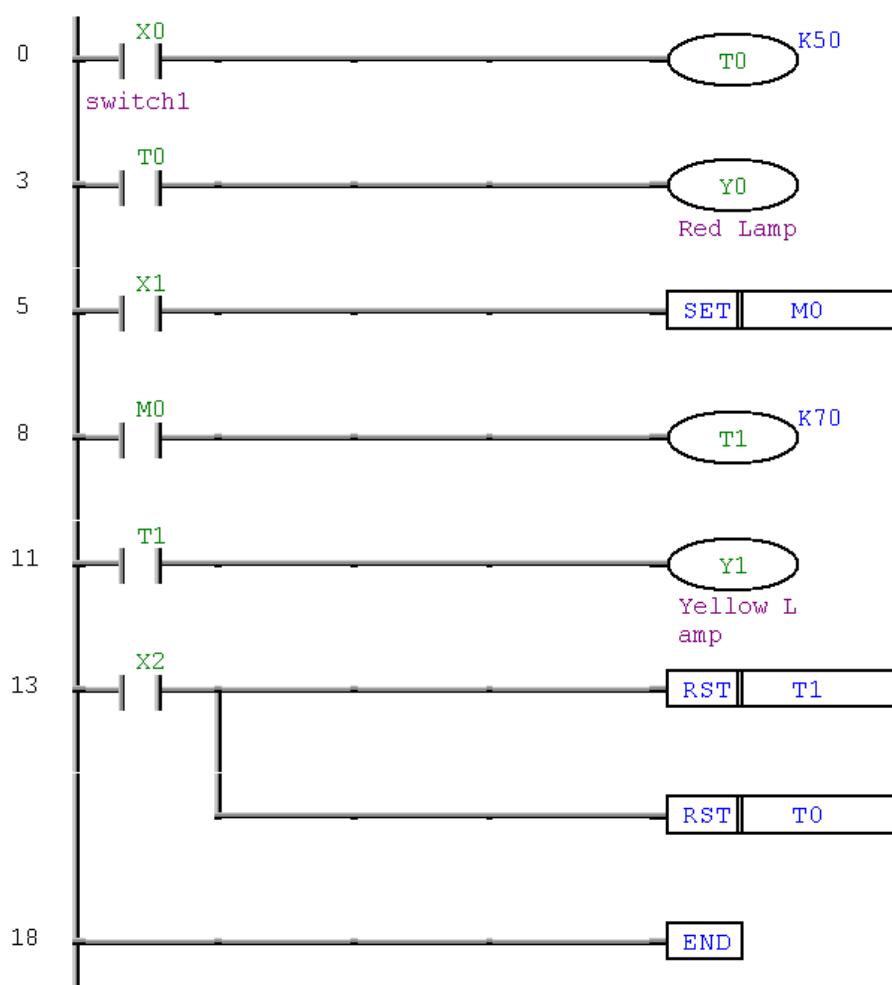 X0
0 T0 K50
switch1
T0
3 Y0
Red Lamp
X1
5 SET M0
M0
8 T1 K70
T1
11 Y1
Yellow L
amp
X2
13 RST T1
RST T0
18 END